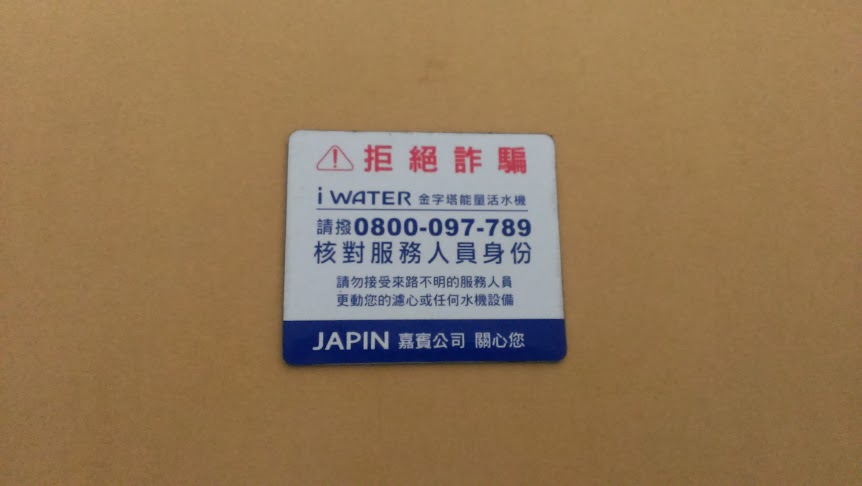 拒絕詐騙
i WATER 金字塔能量活水機
請撥0800-097-789
核對服務人員身份
請勿接受來路不明的服務人員
更動您的濾心或任何水機設備
JAPIN 嘉賓公司 關心您